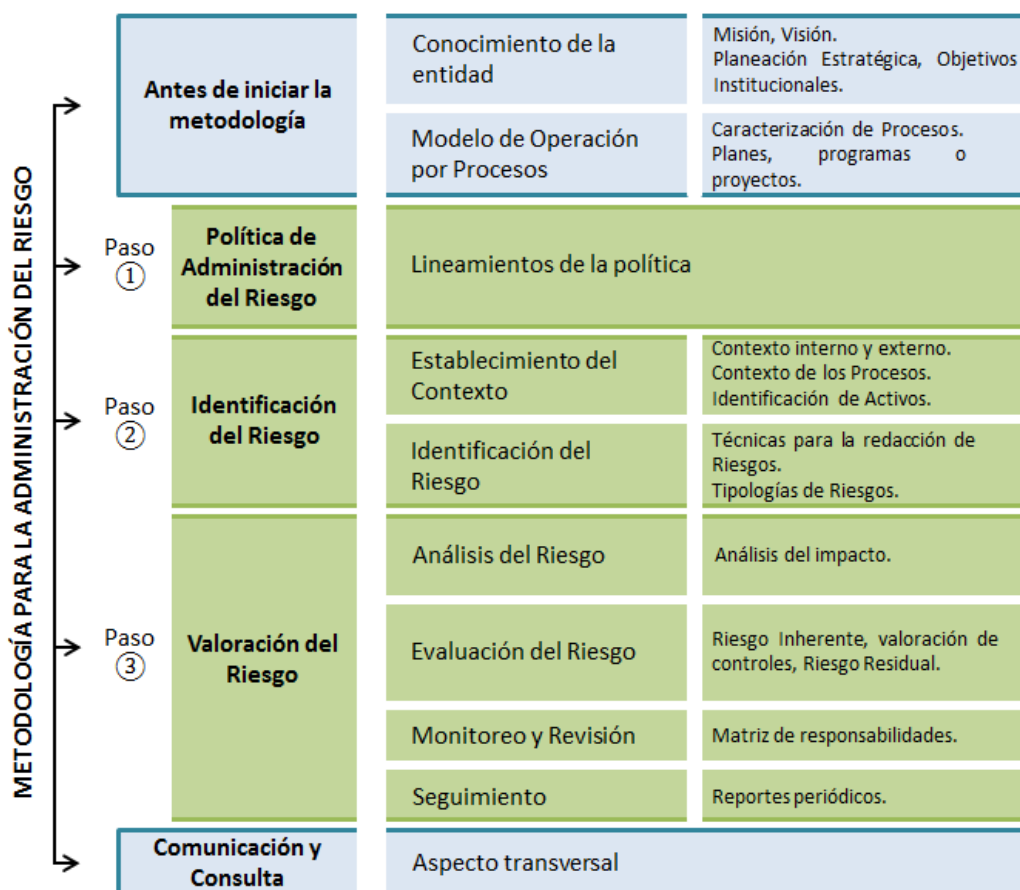 METODOLOGÍA PARA LA ADMINISTRACIÓN DEL RIESGO
Antes de iniciar la
metodología
Conocimiento de la
entidad
Misión, Visión.
Planeación Estratégica, Objetivos
Institucionales.
Modelo de Operación
por Procesos
Caracterización de Procesos.
Planes, programas o
proyectos.
Paso
①
Política de
Administración
del Riesgo
Lineamientos de la política
Paso
②
Identificación
del Riesgo
Establecimiento del
Contexto
Contexto interno y externo.
Contexto de los Procesos.
Identificación de Activos.
Identificación del
Riesgo
Técnicas para la redacción de
Riesgos.
Tipologías de Riesgos.
Paso
③
Valoración del
Riesgo
Análisis del Riesgo
Análisis del impacto.
Evaluación del Riesgo
Riesgo Inherente, valoración de
controles, Riesgo Residual.
Monitoreo y Revisión
Matriz de responsabilidades.
Seguimiento
Reportes periódicos.
Comunicación y
Consulta
Aspecto transversal